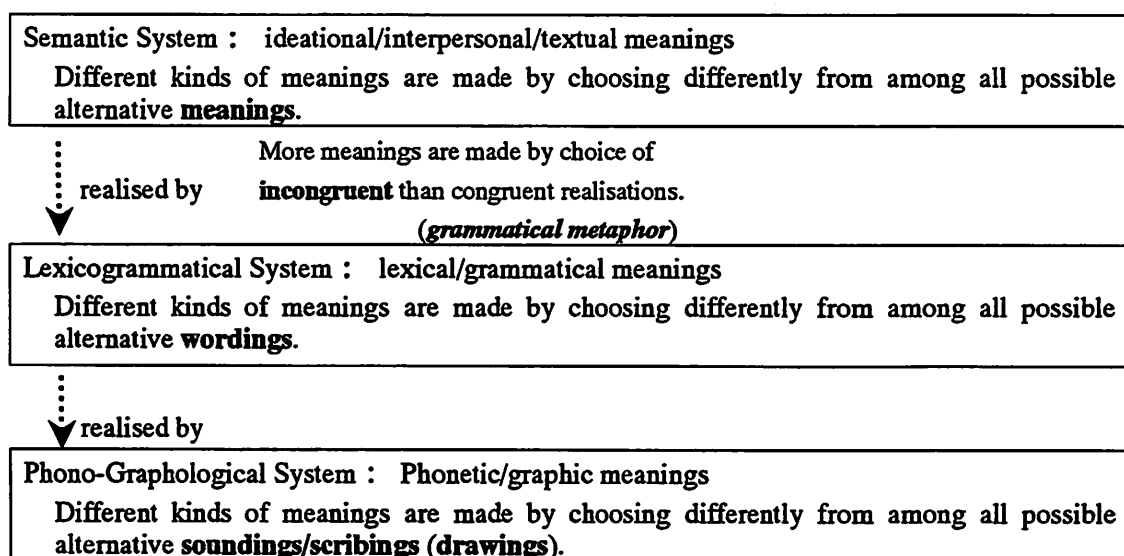 Semantic System : ideational/interpersonal/textual meanings
Different kinds of meanings are made by choosing differently from among all possible
alternative meanings.
More meanings are made by choice of
realised by incongruent than congruent realisations.
(grammatical metaphor)
Lexicogrammatical System : lexical/grammatical meanings
Different kinds of meanings are made by choosing differently from among all possible
alternative wordings.
realised by
Phono-Graphological System : Phonetic/graphic meanings
Different kinds of meanings are made by choosing differently from among all possible
alternative soundings/scribings (drawings).